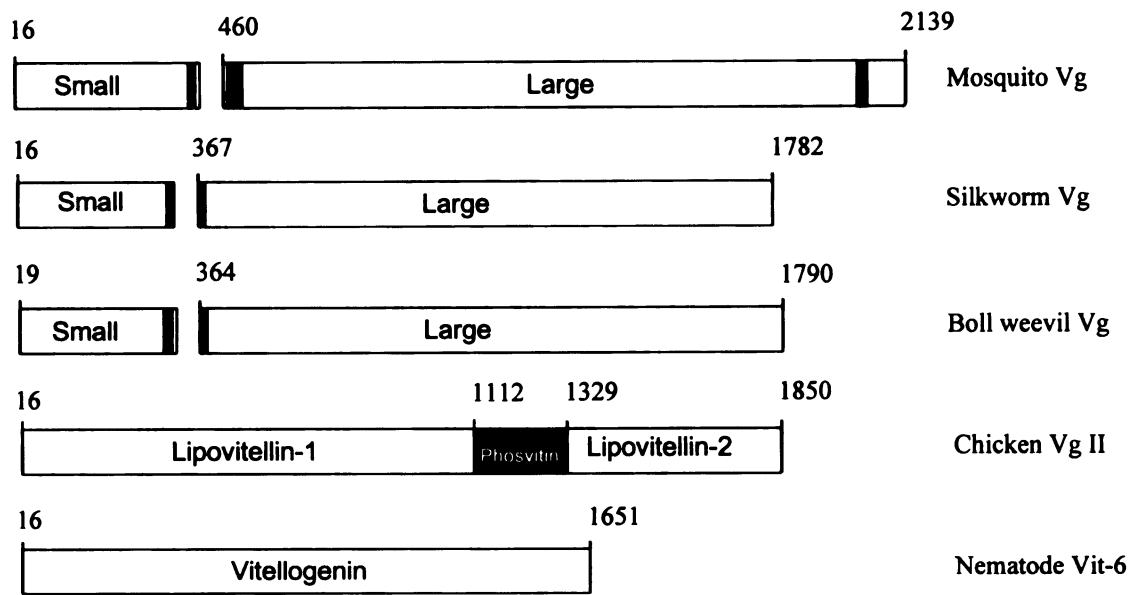 16 460 2139
Small Large Mosquito Vg
16 367 1782
Small Large Silkworm Vg
19 364 1790
Small Large Boll weevil Vg
16 1112 1329 1850
Lipovitellin-1 Phosvitin Lipovitellin-2 Chicken Vg II
16 1651
Vitellogenin Nematode Vit-6